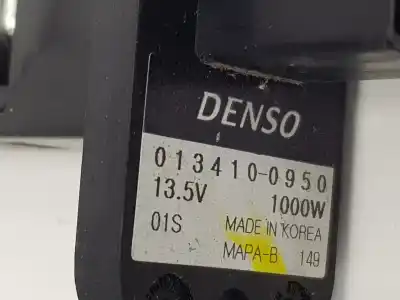 DENSO
013410-0950
13.5V 1000W
01S MADE IN KOREA
MAPA-B 149